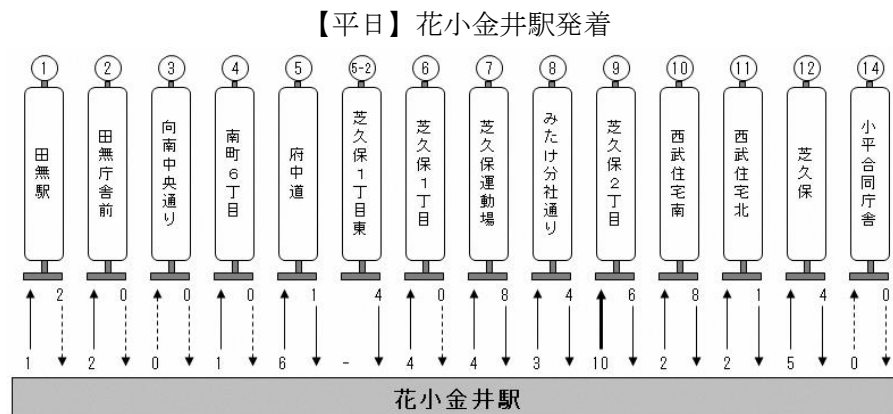 【平日】花小金井駅発着
① ② ③ ④ ⑤ 5-2 ⑥ ⑦ ⑧ ⑨ ⑩ ⑪ ⑫ ⑭
田無駅
田無庁舎前
向南中央通り
南町6丁目
府中道
芝久保1丁目東
芝久保1丁目
芝久保運動場
みたけ分社通り
芝久保2丁目
西武住宅南
西武住宅北
芝久保
小平合同庁舎
2 0 0 0 1 4 0 8 4 6 8 1 4 0
1 2 0 1 6 - 4 4 3 10 2 2 5 0
花小金井駅